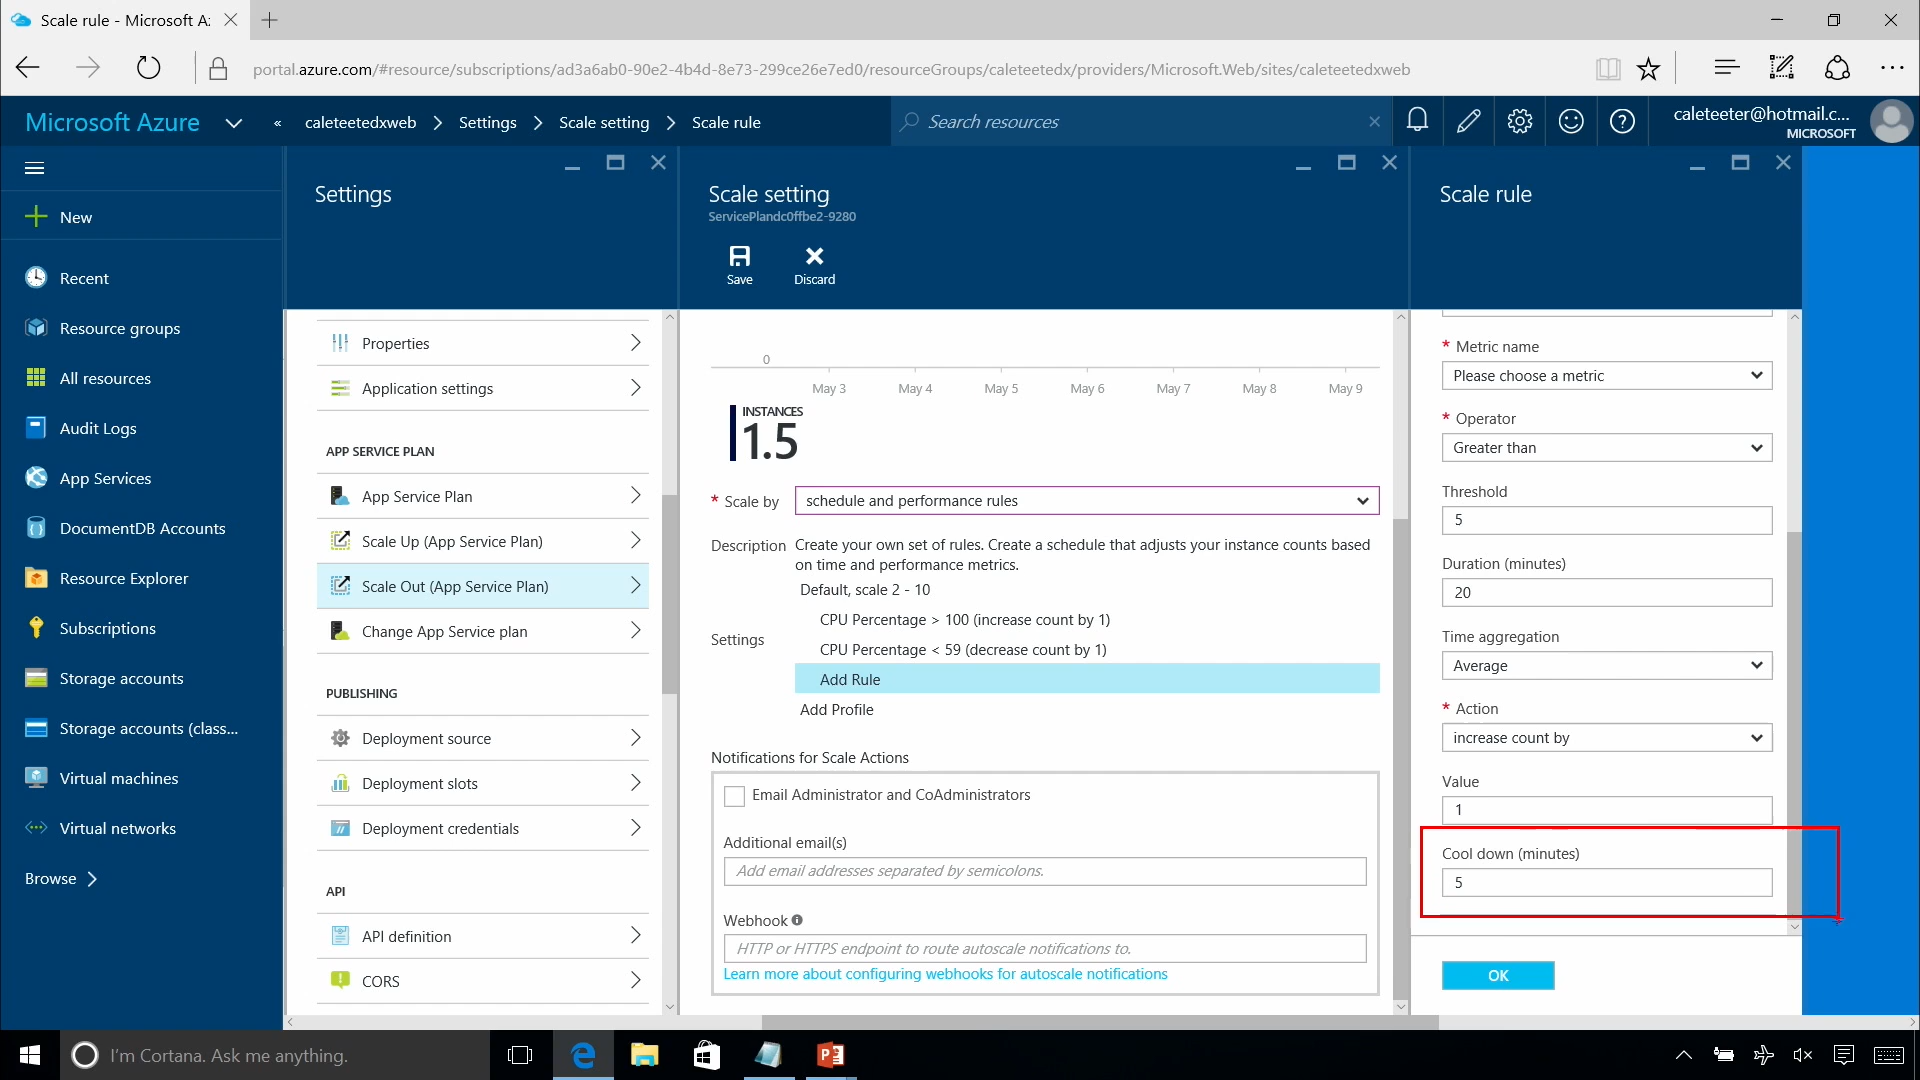 Scale rule - Microsoft A:
portal.azure.com/#resource/subscriptions/ad3a6ab0-90e2-4b4d-8e73-299ce26e7ed0/resourceGroups/caleteetedx/providers/Microsoft.Web/sites/caleteetedxweb
Microsoft Azure
«
caleteetedxweb > Settings > Scale setting > Scale rule
Search resources
caleteeter@hotmail.c...
MICROSOFT
New
Recent
Resource groups
All resources
Audit Logs
App Services
DocumentDB Accounts
Resource Explorer
Subscriptions
Storage accounts
Storage accounts (class...
Virtual machines
Virtual networks
Browse >
Settings
Properties
Application settings
APP SERVICE PLAN
App Service Plan
Scale Up (App Service Plan)
Scale Out (App Service Plan)
Change App Service plan
PUBLISHING
Deployment source
Deployment slots
Deployment credentials
API
API definition
CORS
Scale setting
ServicePlandc0ffbe2-9280
Save
Discard
0
May 3 May 4 May 5 May 6 May 7 May 8 May 9
INSTANCES
1.5
* Scale by
schedule and performance rules
Description
Create your own set of rules. Create a schedule that adjusts your instance counts based
on time and performance metrics.
Default, scale 2 - 10
CPU Percentage > 100 (increase count by 1)
Settings
CPU Percentage < 59 (decrease count by 1)
Add Rule
Add Profile
Notifications for Scale Actions
Email Administrator and CoAdministrators
Additional email(s)
Add email addresses separated by semicolons.
Webhook
HTTP or HTTPS endpoint to route autoscale notifications to.
Learn more about configuring webhooks for autoscale notifications
Scale rule
* Metric name
Please choose a metric
* Operator
Greater than
Threshold
5
Duration (minutes)
20
Time aggregation
Average
* Action
increase count by
Value
1
Cool down (minutes)
5
OK
I'm Cortana. Ask me anything.